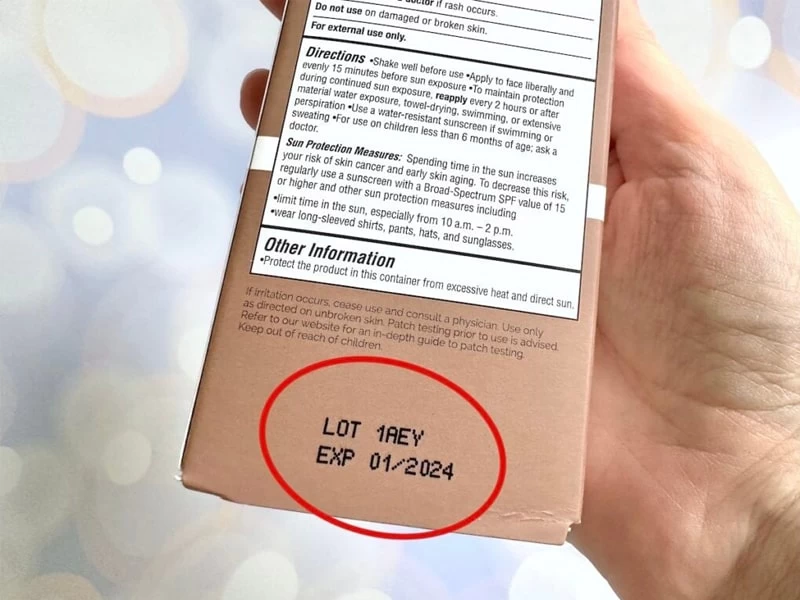 doctor if rash occurs.
Do not use on damaged or broken skin.
For external use only.
Directions •Shake well before use •Apply to face liberally and
evenly 15 minutes before sun exposure •To maintain protection
during continued sun exposure, reapply every 2 hours or after
material water exposure, towel-drying, swimming, or extensive
perspiration •Use a water-resistant sunscreen if swimming or
sweating •For use on children less than 6 months of age: ask a
doctor.
Sun Protection Measures: Spending time in the sun increases
your risk of skin cancer and early skin aging. To decrease this risk,
regularly use a sunscreen with a Broad-Spectrum SPF value of 15
or higher and other sun protection measures including
•limit time in the sun, especially from 10 a.m. – 2 p.m.
•wear long-sleeved shirts, pants, hats, and sunglasses.
Other Information
•Protect the product in this container from excessive heat and direct sun.
If irritation occurs, cease use and consult a physician. Use only
as directed on unbroken skin. Patch testing prior to use is advised.
Refer to our website for an in-depth guide to patch testing.
Keep out of reach of children.
LOT 1AEY
EXP 01/2024